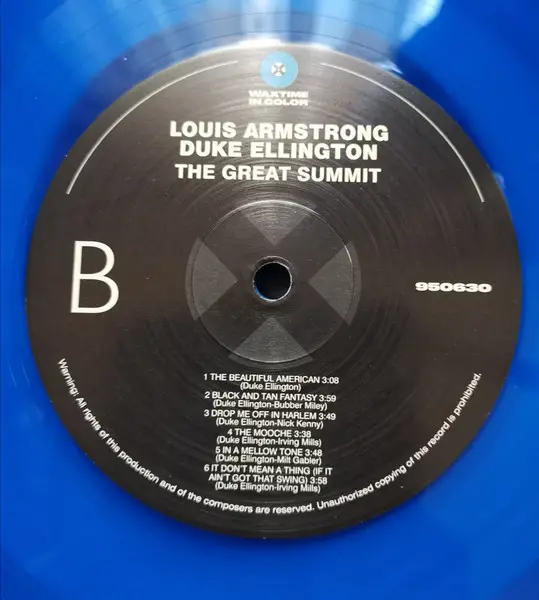 WAXTIME
IN COLOR
LOUIS ARMSTRONG
DUKE ELLINGTON
THE GREAT SUMMIT
B
950630
1 THE BEAUTIFUL AMERICAN 3:08
(Duke Ellington)
2 BLACK AND TAN FANTASY 3:59
(Duke Ellington-Bubber Miley)
3 DROP ME OFF IN HARLEM 3:49
(Duke Ellington-Nick Kenny)
4 THE MOOCHE 3:38
(Duke Ellington-Irving Mills)
5 IN A MELLOW TONE 3:48
(Duke Ellington-Milt Gabler)
6 IT DON'T MEAN A THING (IF IT
AIN'T GOT THAT SWING) 3:58
(Duke Ellington-Irving Mills)
Warning: All rights of this production and of the composers are reserved. Unauthorized copying of this record is prohibited.